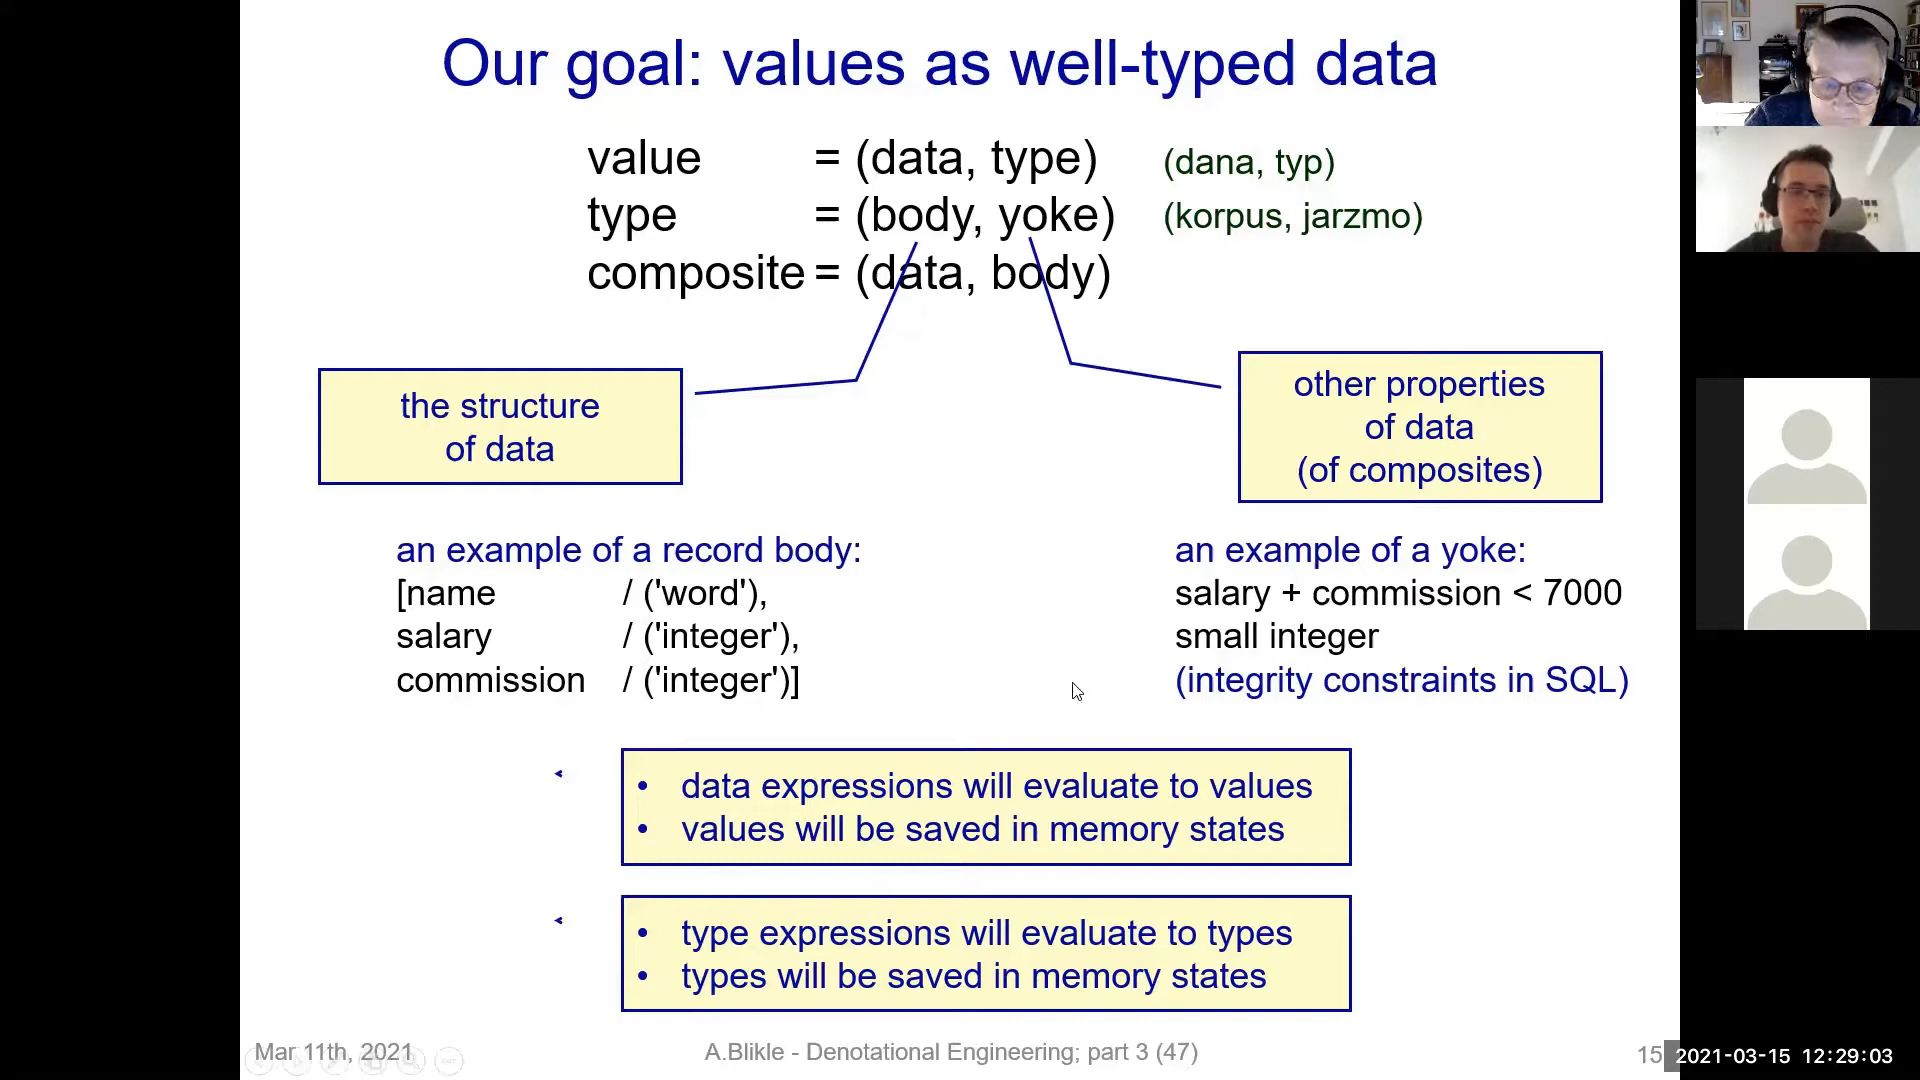 Our goal: values as well-typed data
value = (data, type) (dana, typ)
type = (body, yoke) (korpus, jarzmo)
composite = (data, body)
the structure
of data
other properties
of data
(of composites)
an example of a record body:
[name / ('word'),
salary / ('integer'),
commission / ('integer')]
an example of a yoke:
salary + commission < 7000
small integer
(integrity constraints in SQL)
• data expressions will evaluate to values
• values will be saved in memory states
• type expressions will evaluate to types
• types will be saved in memory states
Mar 11th, 2021
A.Blikle - Denotational Engineering; part 3 (47)
15
2021-03-15 12:29:03